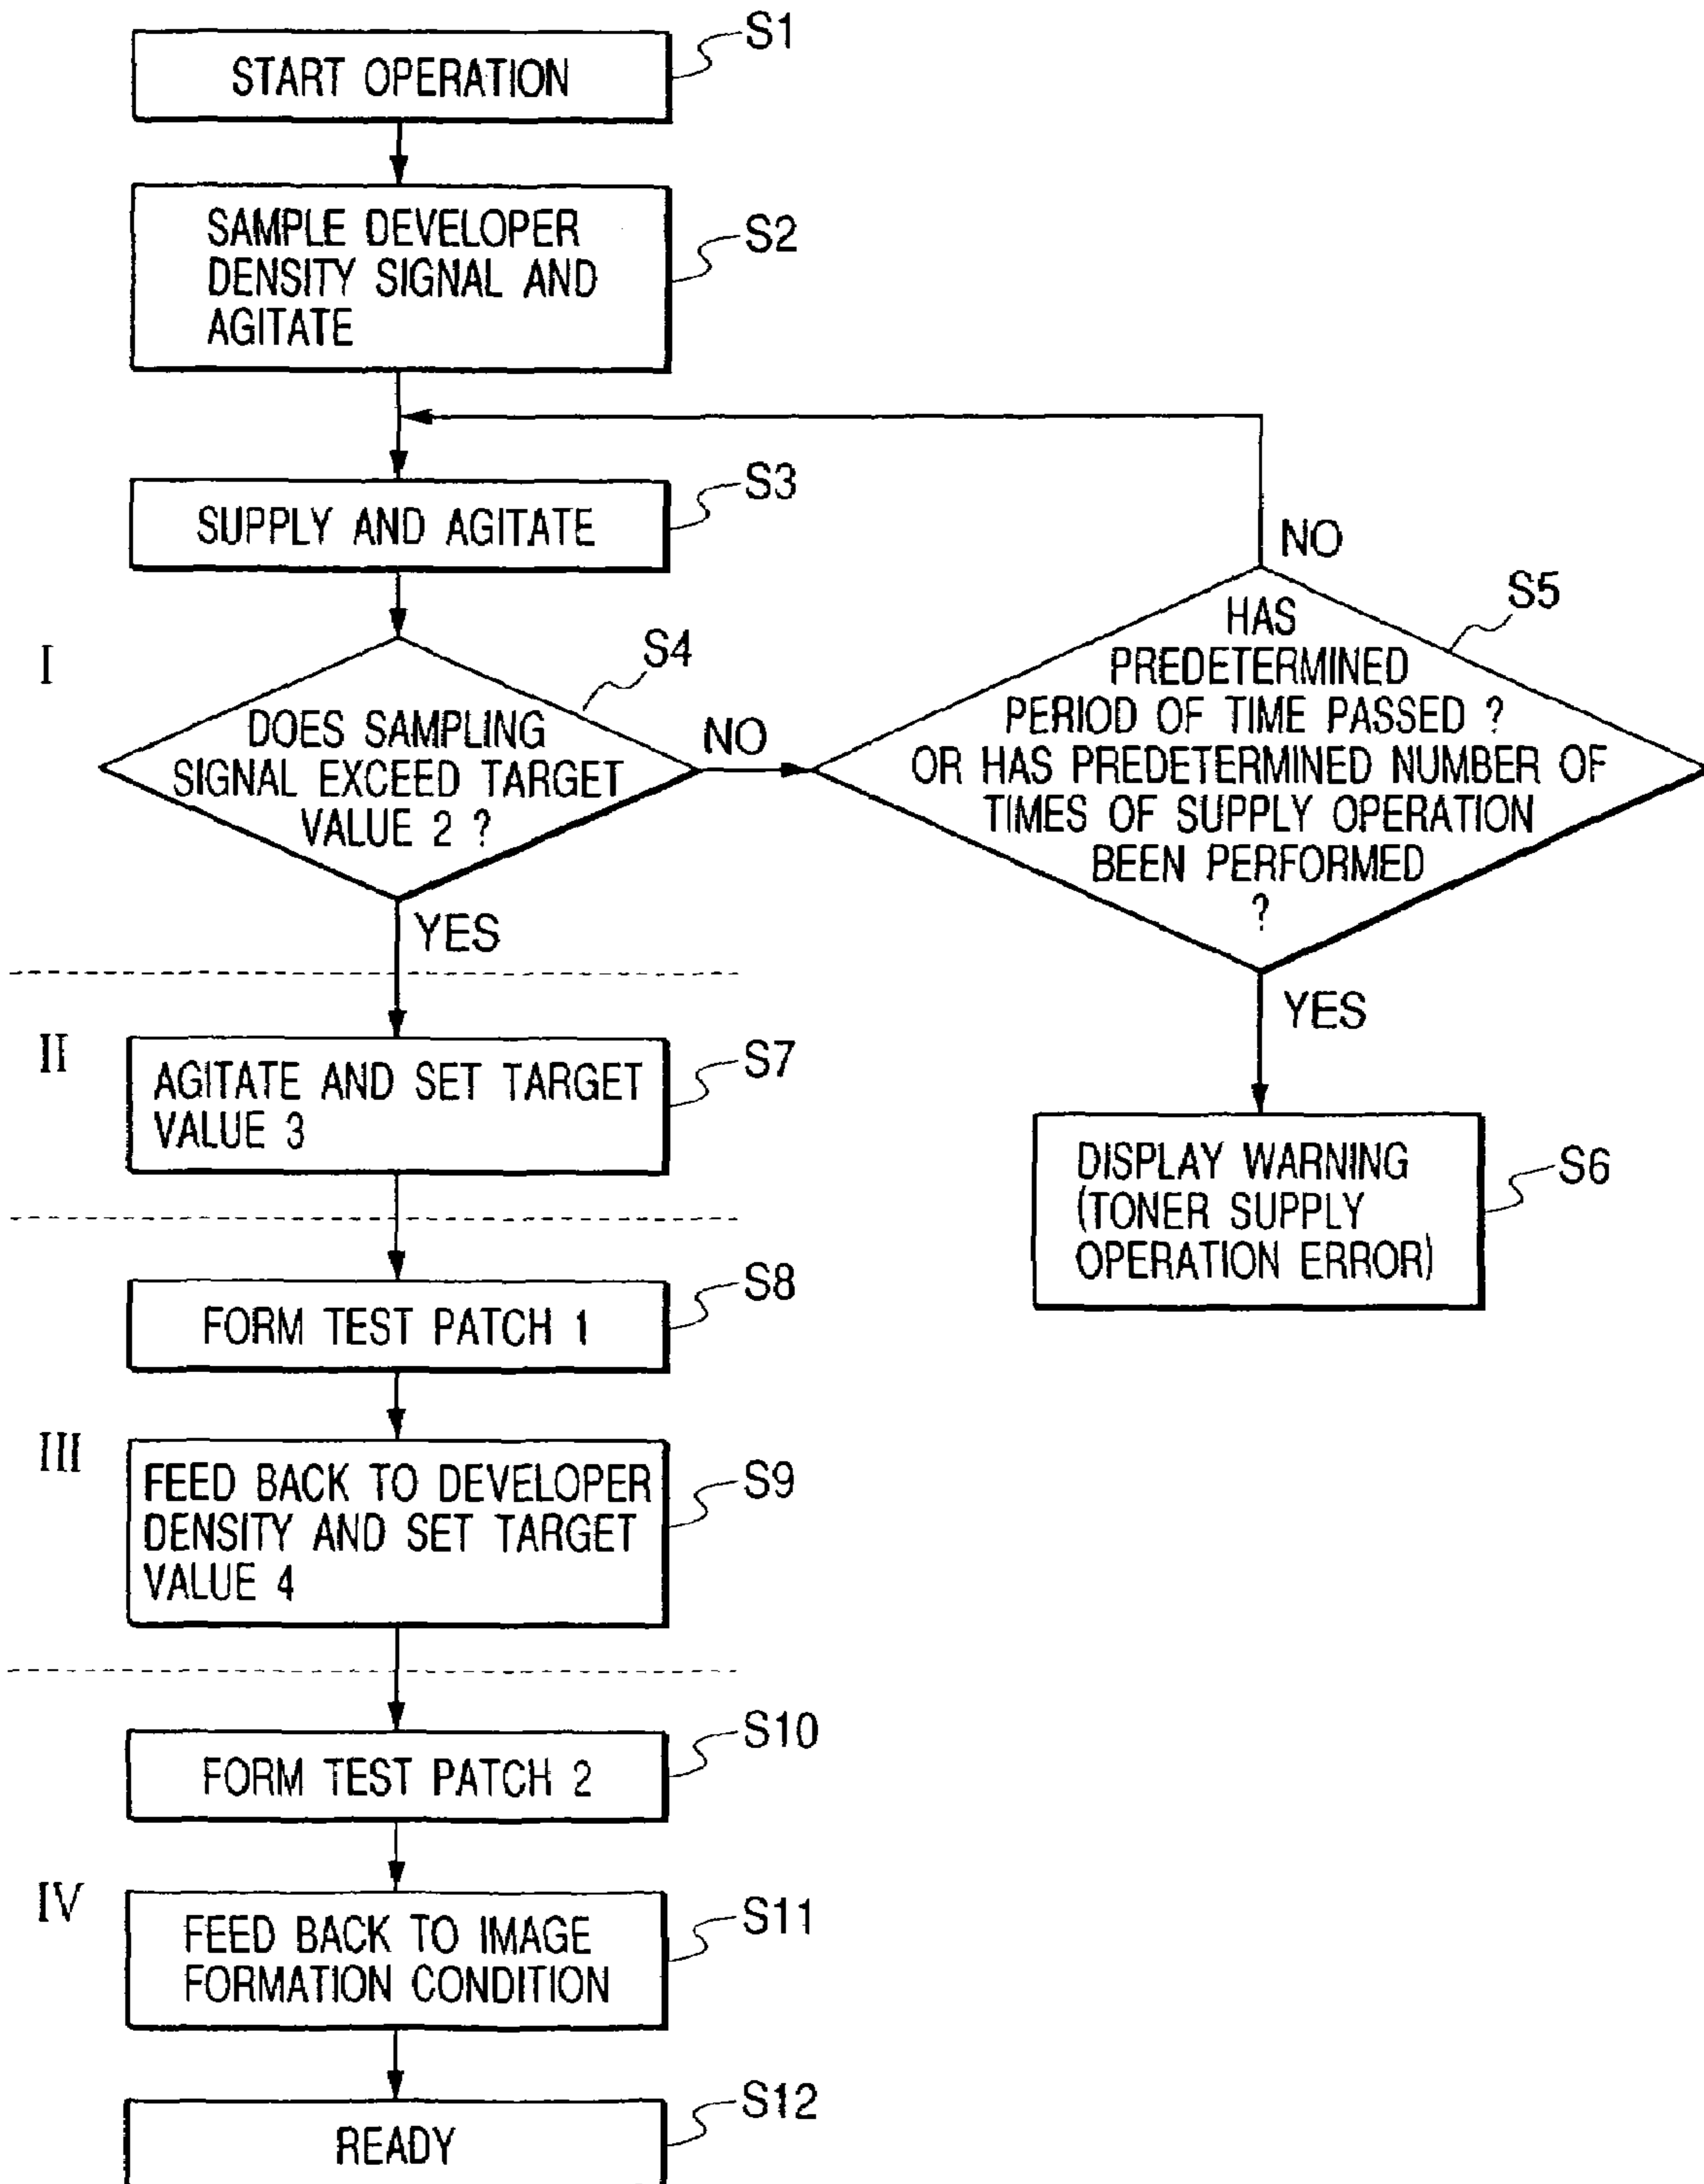 S1
START OPERATION
S2
SAMPLE DEVELOPER
DENSITY SIGNAL AND
AGITATE
S3
SUPPLY AND AGITATE
I
S4
DOES SAMPLING
SIGNAL EXCEED TARGET
VALUE 2 ?
NO
YES
NO
S5
HAS
PREDETERMINED
PERIOD OF TIME PASSED ?
OR HAS PREDETERMINED NUMBER OF
TIMES OF SUPPLY OPERATION
BEEN PERFORMED
?
YES
S6
DISPLAY WARNING
(TONER SUPPLY
OPERATION ERROR)
II
S7
AGITATE AND SET TARGET
VALUE 3
S8
FORM TEST PATCH 1
III
S9
FEED BACK TO DEVELOPER
DENSITY AND SET TARGET
VALUE 4
S10
FORM TEST PATCH 2
IV
S11
FEED BACK TO IMAGE
FORMATION CONDITION
S12
READY